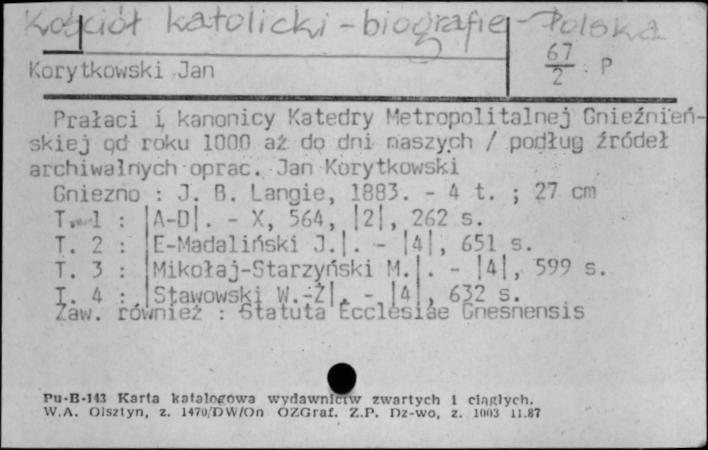 Kościół katolicki - biografie - Polska
67
2 P
Korytkowski Jan
Prałaci i kanonicy Katedry Metropolitalnej Gnieźnień-
skiej od roku 1000 aż do dni naszych / podług źródeł
archiwalnych oprac. Jan Korytkowski
Gniezno : J. B. Langie, 1883. - 4 t. ; 27 cm
T. 1 : |A-D|. - X, 564, |2|, 262 s.
T. 2 : |E-Madaliński J.|. - |4|, 651 s.
T. 3 : |Mikołaj-Starzyński M.|. - |4|, 599 s.
T. 4 : |Stawowski W.-Ż|. - |4|, 632 s.
Zaw. również : Statuta Ecclesiae Gnesnensis
Pu-B-143 Karta katalogowa wydawnictw zwartych i ciągłych.
W.A. Olsztyn, z. 1470/DW/On OZGraf. Z.P. Dz-wo, z. 1003 11.87